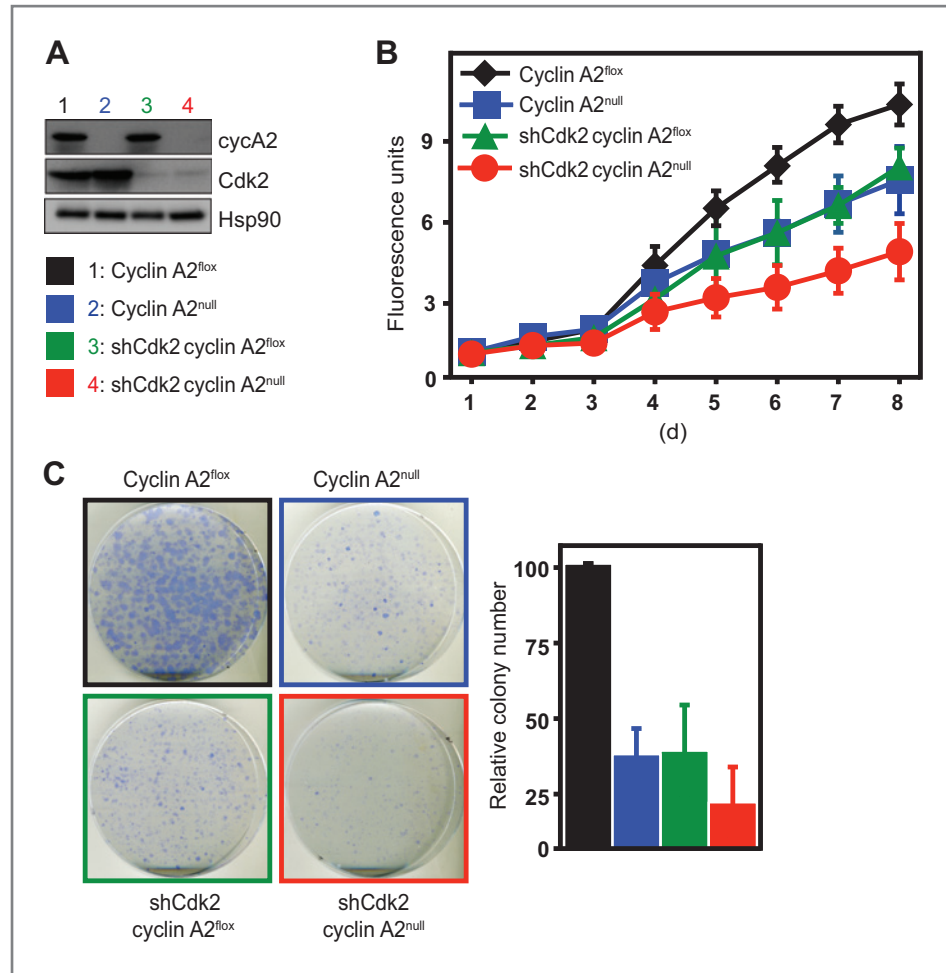 A
1 2 3 4
cycA2
Cdk2
Hsp90
1: Cyclin A2flox
2: Cyclin A2null
3: shCdk2 cyclin A2flox
4: shCdk2 cyclin A2null
B
Cyclin A2flox
Cyclin A2null
shCdk2 cyclin A2flox
shCdk2 cyclin A2null
Fluorescence units
9
6
3
0
1 2 3 4 5 6 7 8
(d)
C
Cyclin A2flox
Cyclin A2null
shCdk2
cyclin A2flox
shCdk2
cyclin A2null
Relative colony number
100
75
50
25
0